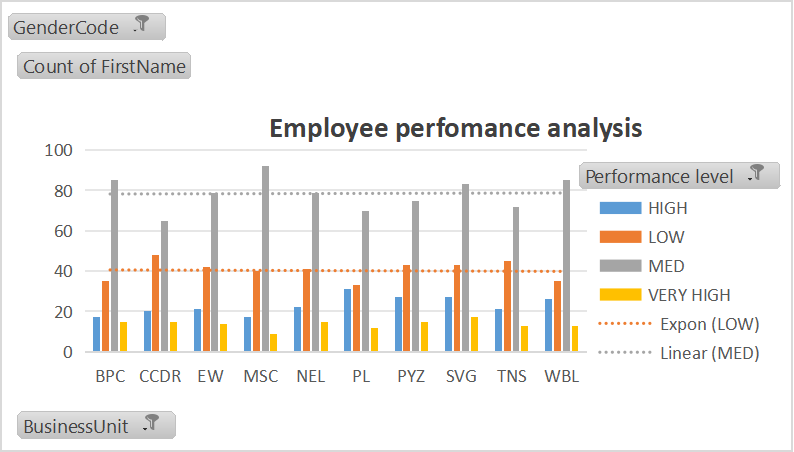 GenderCode
Count of FirstName
Employee perfomance analysis
100
80
60
40
20
0
BPC CCDR EW MSC NEL PL PYZ SVG TNS WBL
Performance level
HIGH
LOW
MED
VERY HIGH
Expon (LOW)
Linear (MED)
BusinessUnit